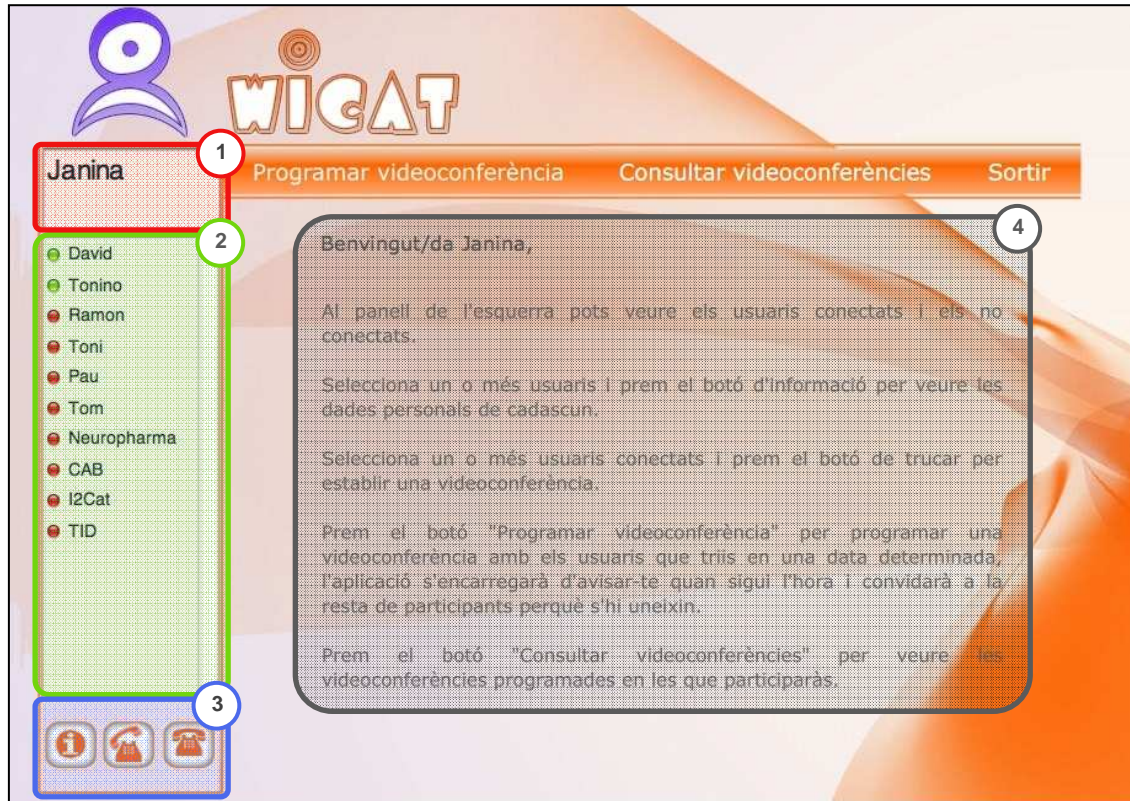 WICAT
1
Janina
Programar videoconferència Consultar videoconferències Sortir
2
David
Tonino
Ramon
Toni
Pau
Tom
Neuropharma
CAB
I2Cat
TID
3
4
Benvingut/da Janina,
Al panell de l'esquerra pots veure els usuaris conectats i els no
conectats.
Selecciona un o més usuaris i prem el botó d'informació per veure les
dades personals de cadascun.
Selecciona un o més usuaris conectats i prem el botó de trucar per
establir una videoconferència.
Prem el botó "Programar videoconferència" per programar una
videoconferència amb els usuaris que triïs en una data determinada,
l'aplicació s'encarregarà d'avisar-te quan sigui l'hora i convidarà a la
resta de participants perquè s'hi uneixin.
Prem el botó "Consultar videoconferències" per veure les
videoconferències programades en les que participaràs.